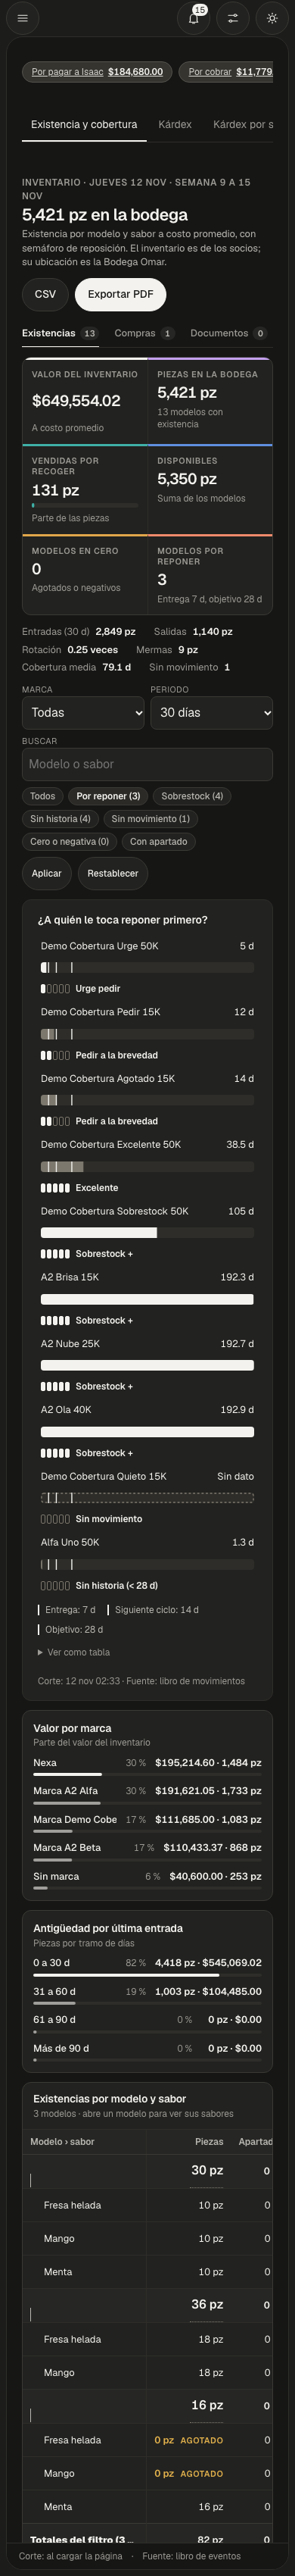 15
Por pagar a Isaac $184,680.00 Por cobrar $11,779
Existencia y cobertura Kárdex Kárdex por s
INVENTARIO · JUEVES 12 NOV · SEMANA 9 A 15
NOV
5,421 pz en la bodega
Existencia por modelo y sabor a costo promedio, con
semáforo de reposición. El inventario es de los socios;
su ubicación es la Bodega Omar.
CSV Exportar PDF
Existencias 13 Compras 1 Documentos 0
VALOR DEL INVENTARIO
$649,554.02
A costo promedio
PIEZAS EN LA BODEGA
5,421 pz
13 modelos con
existencia
VENDIDAS POR
RECOGER
131 pz
Parte de las piezas
DISPONIBLES
5,350 pz
Suma de los modelos
MODELOS EN CERO
0
Agotados o negativos
MODELOS POR
REPONER
3
Entrega 7 d, objetivo 28 d
Entradas (30 d) 2,849 pz Salidas 1,140 pz
Rotación 0.25 veces Mermas 9 pz
Cobertura media 79.1 d Sin movimiento 1
MARCA PERIODO
Todas 30 días
BUSCAR
Modelo o sabor
Todos Por reponer (3) Sobrestock (4)
Sin historia (4) Sin movimiento (1)
Cero o negativa (0) Con apartado
Aplicar Restablecer
¿A quién le toca reponer primero?
Demo Cobertura Urge 50K 5 d
Urge pedir
Demo Cobertura Pedir 15K 12 d
Pedir a la brevedad
Demo Cobertura Agotado 15K 14 d
Pedir a la brevedad
Demo Cobertura Excelente 50K 38.5 d
Excelente
Demo Cobertura Sobrestock 50K 105 d
Sobrestock +
A2 Brisa 15K 192.3 d
Sobrestock +
A2 Nube 25K 192.7 d
Sobrestock +
A2 Ola 40K 192.9 d
Sobrestock +
Demo Cobertura Quieto 15K Sin dato
Sin movimiento
Alfa Uno 50K 1.3 d
Sin historia (< 28 d)
Entrega: 7 d Siguiente ciclo: 14 d
Objetivo: 28 d
Ver como tabla
Corte: 12 nov 02:33 · Fuente: libro de movimientos
Valor por marca
Parte del valor del inventario
Nexa 30 % $195,214.60 · 1,484 pz
Marca A2 Alfa 30 % $191,621.05 · 1,733 pz
Marca Demo Cobe 17 % $111,685.00 · 1,083 pz
Marca A2 Beta 17 % $110,433.37 · 868 pz
Sin marca 6 % $40,600.00 · 253 pz
Antigüedad por última entrada
Piezas por tramo de días
0 a 30 d 82 % 4,418 pz · $545,069.02
31 a 60 d 19 % 1,003 pz · $104,485.00
61 a 90 d 0 % 0 pz · $0.00
Más de 90 d 0 % 0 pz · $0.00
Existencias por modelo y sabor
3 modelos · abre un modelo para ver sus sabores
Modelo › sabor Piezas Apartad
30 pz 0
Fresa helada 10 pz 0
Mango 10 pz 0
Menta 10 pz 0
36 pz 0
Fresa helada 18 pz 0
Mango 18 pz 0
16 pz 0
Fresa helada 0 pz AGOTADO 0
Mango 0 pz AGOTADO 0
Menta 16 pz 0
Totales del filtro (3 ... 82 pz 0
Corte: al cargar la página · Fuente: libro de eventos